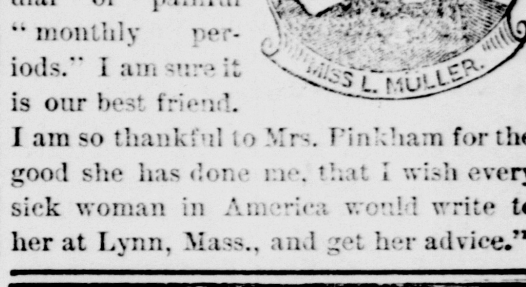 " monthly per-
iods." I am sure it
is our best friend.
MISS L. MULLER.
I am so thankful to Mrs. Pinkham for the
good she has done me, that I wish every
sick woman in America would write to
her at Lynn, Mass., and get her advice."